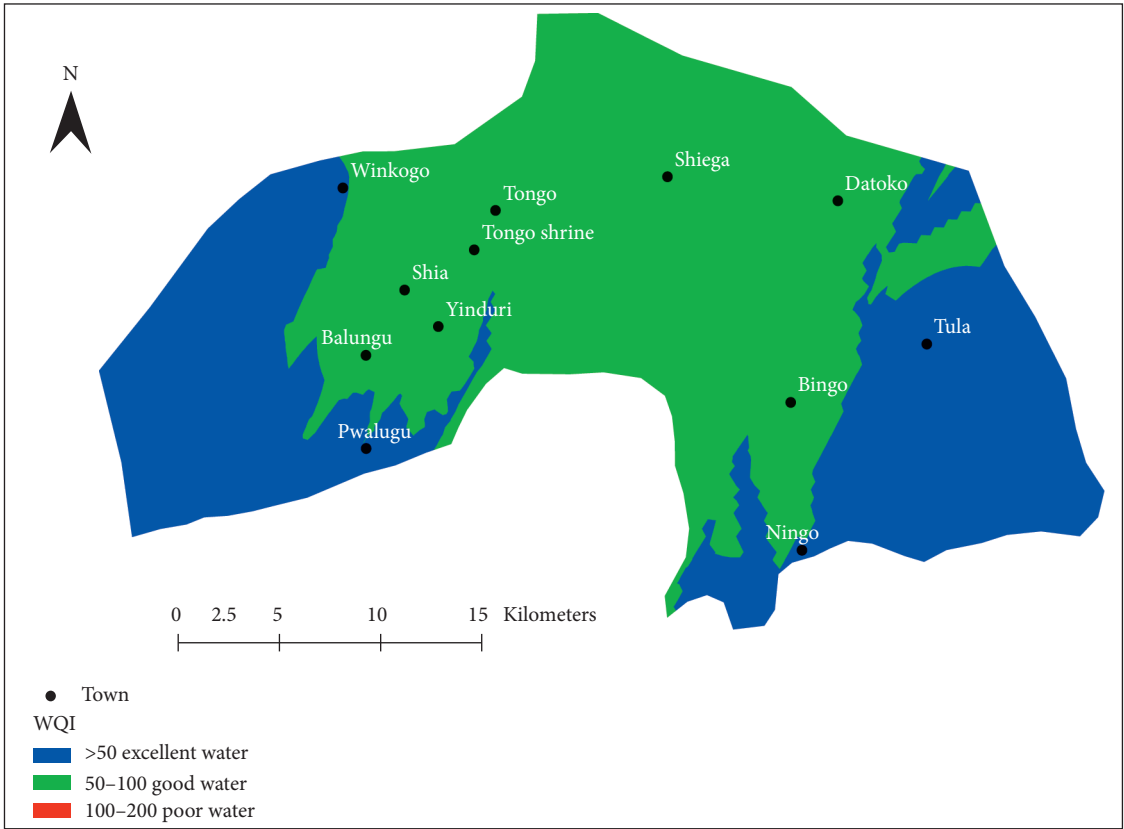 N
Shiega
Winkogo
Datoko
Tongo
Tongo shrine
Shia
Yinduri
Tula
Balungu
Bingo
Pwalugu
Ningo
0 2.5 5 10 15 Kilometers
Town
WQI
>50 excellent water
50–100 good water
100–200 poor water